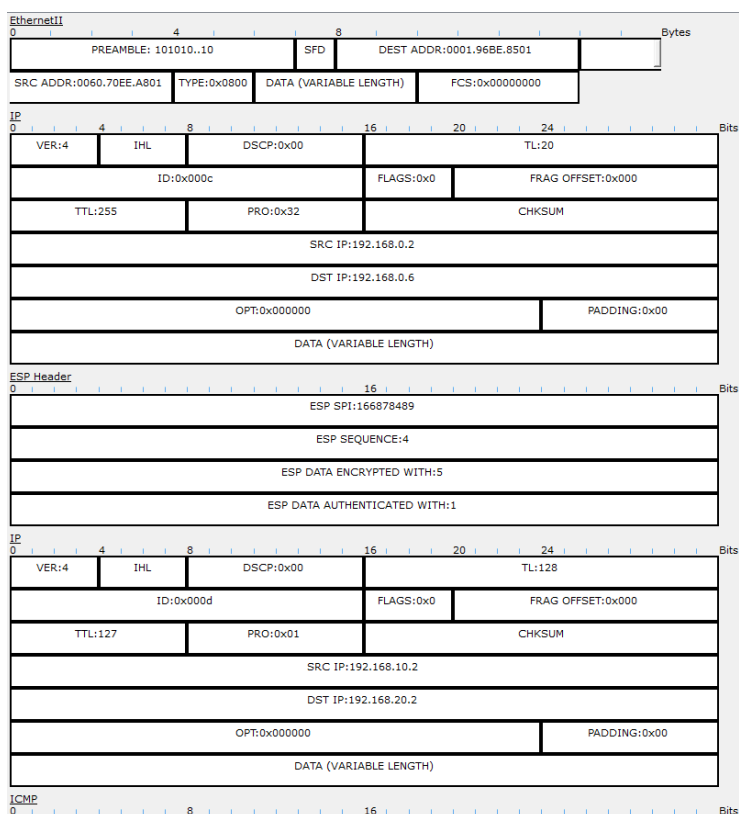 EthernetII
0 4 8 Bytes
PREAMBLE: 101010..10 SFD DEST ADDR:0001.96BE.8501
SRC ADDR:0060.70EE.A801 TYPE:0x0800 DATA (VARIABLE LENGTH) FCS:0x00000000
IP
0 4 8 16 20 24 Bits
VER:4 IHL DSCP:0x00 TL:20
ID:0x000c FLAGS:0x0 FRAG OFFSET:0x000
TTL:255 PRO:0x32 CHKSUM
SRC IP:192.168.0.2
DST IP:192.168.0.6
OPT:0x000000 PADDING:0x00
DATA (VARIABLE LENGTH)
ESP Header
0 16 Bits
ESP SPI:166878489
ESP SEQUENCE:4
ESP DATA ENCRYPTED WITH:5
ESP DATA AUTHENTICATED WITH:1
IP
0 4 8 16 20 24 Bits
VER:4 IHL DSCP:0x00 TL:128
ID:0x000d FLAGS:0x0 FRAG OFFSET:0x000
TTL:127 PRO:0x01 CHKSUM
SRC IP:192.168.10.2
DST IP:192.168.20.2
OPT:0x000000 PADDING:0x00
DATA (VARIABLE LENGTH)
ICMP
0 8 16 Bits